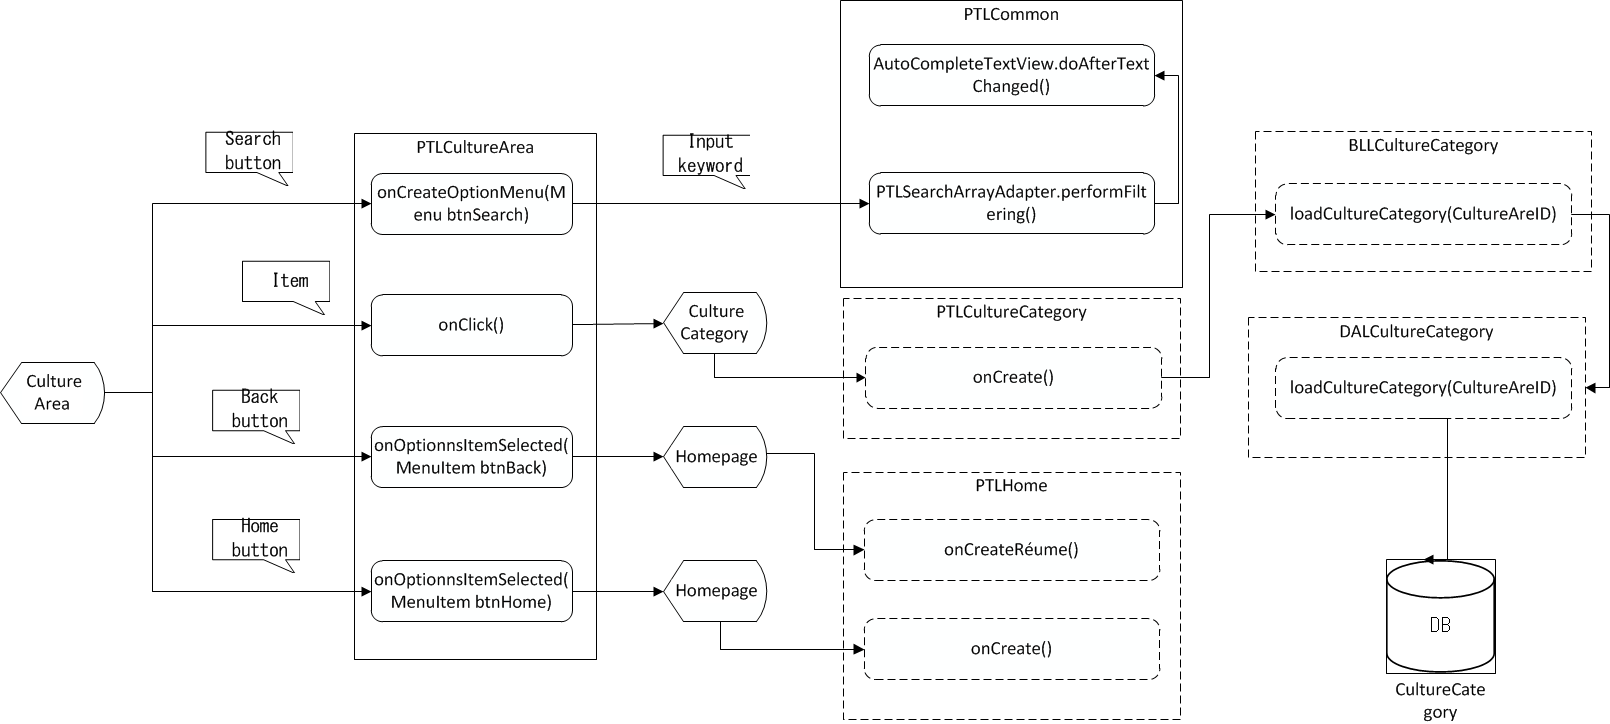 PTLCommon
AutoCompleteTextView.doAfterText
Changed()
PTLSearchArrayAdapter.performFilt
ering()
Search
button
PTLCultureArea
onCreateOptionMenu(M
enu btnSearch)
Input
keyword
Item
onClick()
Culture
Category
Culture
Area
Back
button
onOptionnsItemSelected(
MenuItem btnBack)
Homepage
Home
button
onOptionnsItemSelected(
MenuItem btnHome)
Homepage
PTLCultureCategory
onCreate()
PTLHome
onCreateRéume()
onCreate()
BLLCultureCategory
loadCultureCategory(CultureAreID)
DALCultureCategory
loadCultureCategory(CultureAreID)
DB
CultureCate
gory